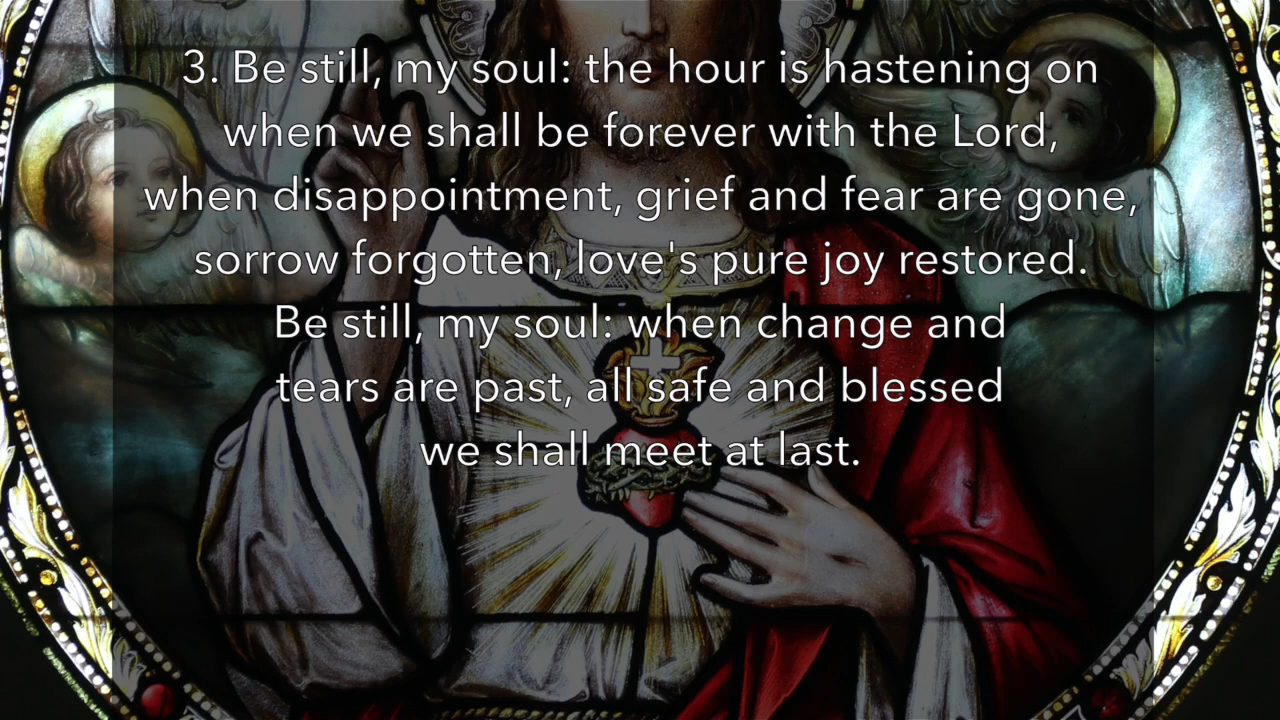 3. Be still, my soul: the hour is hastening on
when we shall be forever with the Lord,
when disappointment, grief and fear are gone,
sorrow forgotten, love's pure joy restored.
Be still, my soul: when change and
tears are past, all safe and blessed
we shall meet at last.